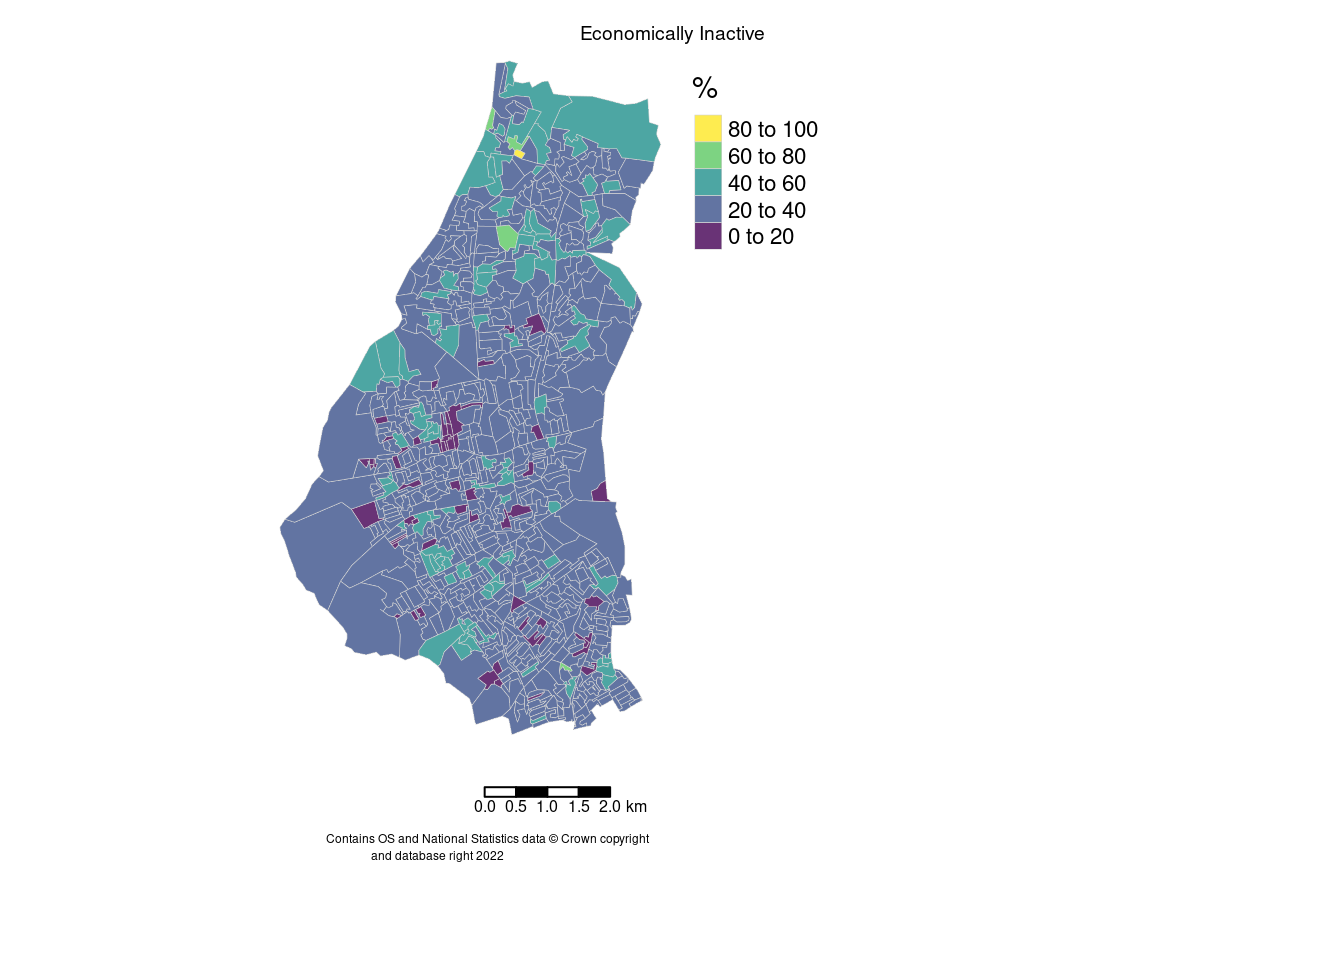 Economically Inactive
%
80 to 100
60 to 80
40 to 60
20 to 40
0 to 20
0.0 0.5 1.0 1.5 2.0 km
Contains OS and National Statistics data © Crown copyright
and database right 2022